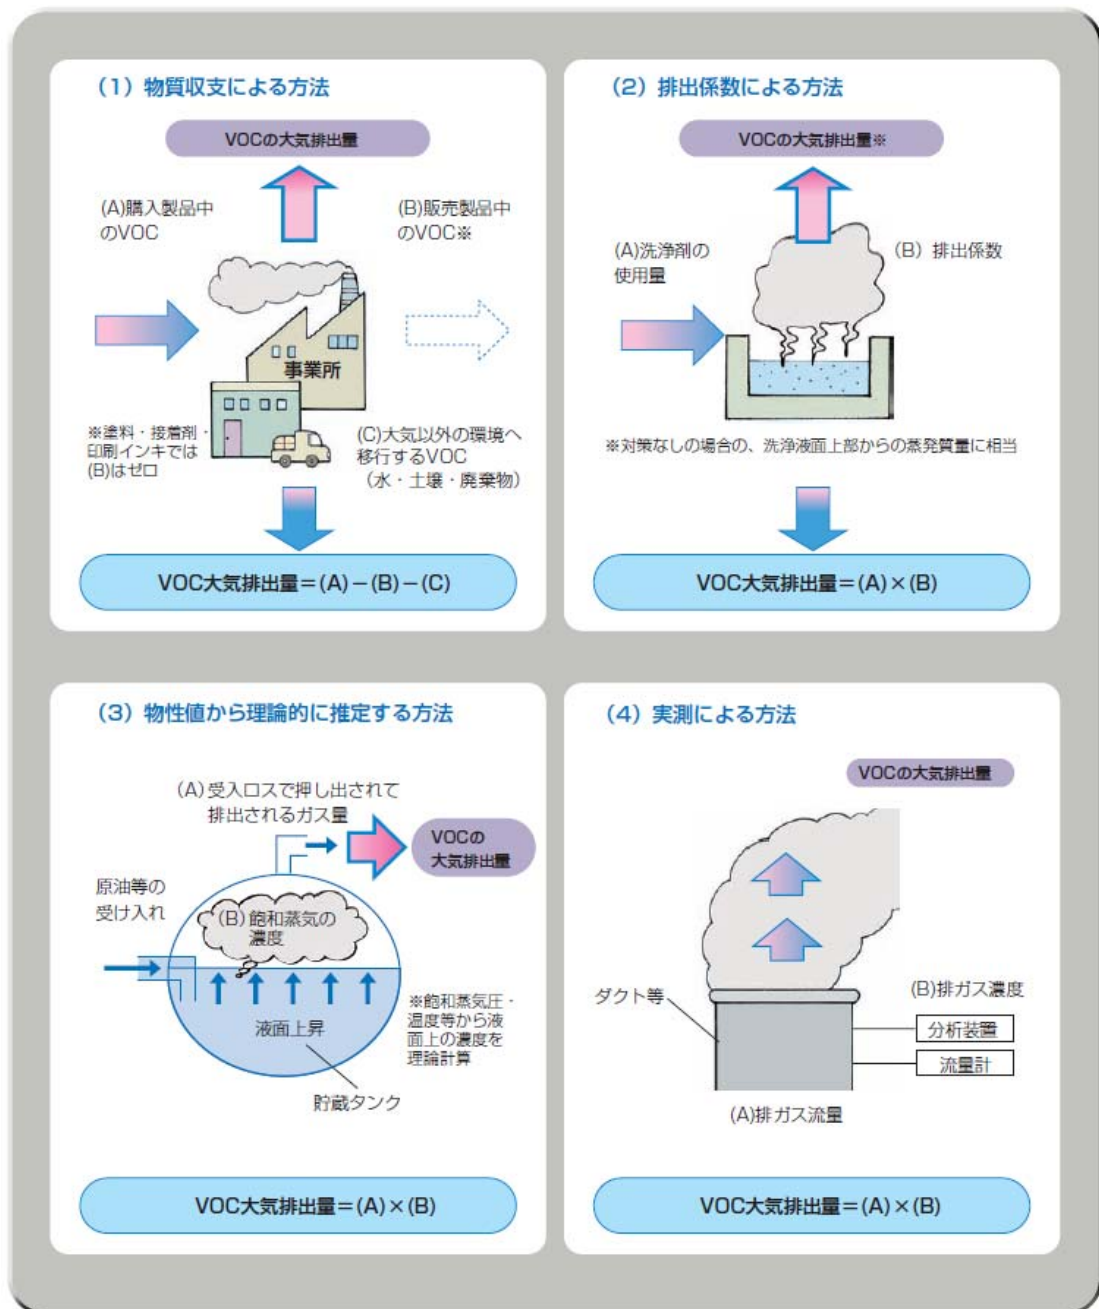 （1）物質収支による方法
VOCの大気排出量
(A)購入製品中
のVOC
(B)販売製品中
のVOC※
事業所
※塗料・接着剤・
印刷インキでは
(B)はゼロ
(C)大気以外の環境へ
移行するVOC
（水・土壌・廃棄物）
VOC大気排出量＝(A)－(B)－(C)
（2）排出係数による方法
VOCの大気排出量※
(A)洗浄剤の
使用量
(B) 排出係数
※対策なしの場合の、洗浄液面上部からの蒸発質量に相当
VOC大気排出量＝(A)×(B)
（3）物性値から理論的に推定する方法
(A) 受入ロスで押し出されて
排出されるガス量
VOCの
大気排出量
原油等の
受け入れ
(B) 飽和蒸気の
濃度
液面上昇
※飽和蒸気圧・
温度等から液
面上の濃度を
理論計算
貯蔵タンク
VOC大気排出量＝(A)×(B)
（4）実測による方法
VOCの大気排出量
ダクト等
(B)排ガス濃度
分析装置
流量計
(A)排ガス流量
VOC大気排出量＝(A)×(B)